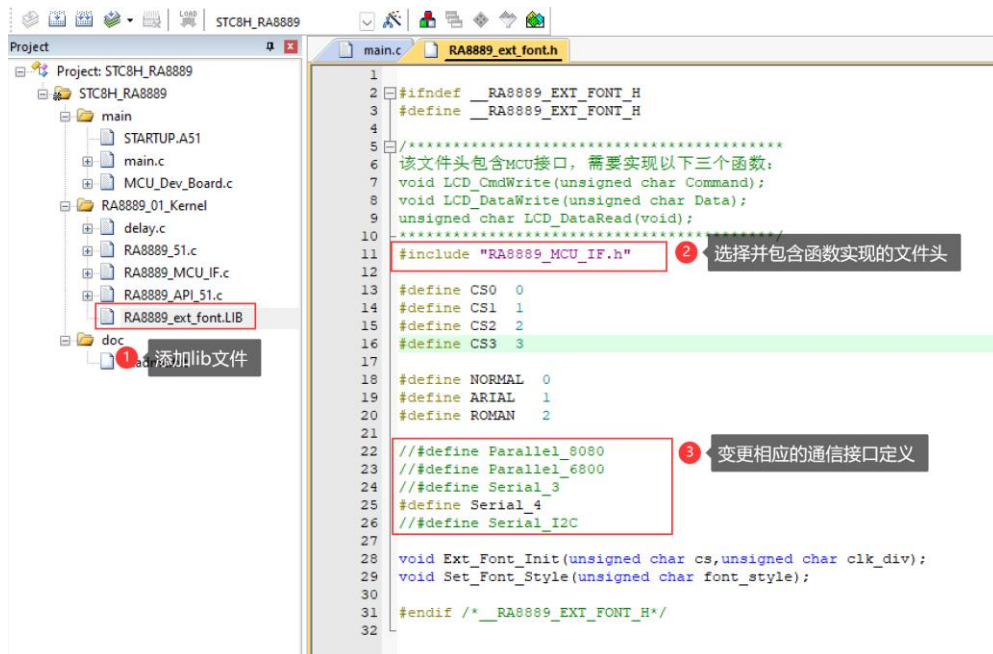 LOAD
STC8H_RA8889
Project
Project: STC8H_RA8889
STC8H_RA8889
main
STARTUP.A51
main.c
MCU_Dev_Board.c
RA8889_01_Kernel
delay.c
RA8889_51.c
RA8889_MCU_IF.c
RA8889_API_51.c
RA8889_ext_font.LIB
doc
1 添加lib文件
main.c
RA8889_ext_font.h
1
2 #ifndef __RA8889_EXT_FONT_H
3 #define __RA8889_EXT_FONT_H
4
5 /******************************************
6 该文件头包含MCU接口，需要实现以下三个函数：
7 void LCD_CmdWrite(unsigned char Command);
8 void LCD_DataWrite(unsigned char Data);
9 unsigned char LCD_DataRead(void);
10 ******************************************/
11 #include "RA8889_MCU_IF.h"
2 选择并包含函数实现的文件头
12
13 #define CS0 0
14 #define CS1 1
15 #define CS2 2
16 #define CS3 3
17
18 #define NORMAL 0
19 #define ARIAL 1
20 #define ROMAN 2
21
22 //#define Parallel_8080
3 变更相应的通信接口定义
23 //#define Parallel_6800
24 //#define Serial_3
25 #define Serial_4
26 //#define Serial_I2C
27
28 void Ext_Font_Init(unsigned char cs,unsigned char clk_div);
29 void Set_Font_Style(unsigned char font_style);
30
31 #endif /*__RA8889_EXT_FONT_H*/
32